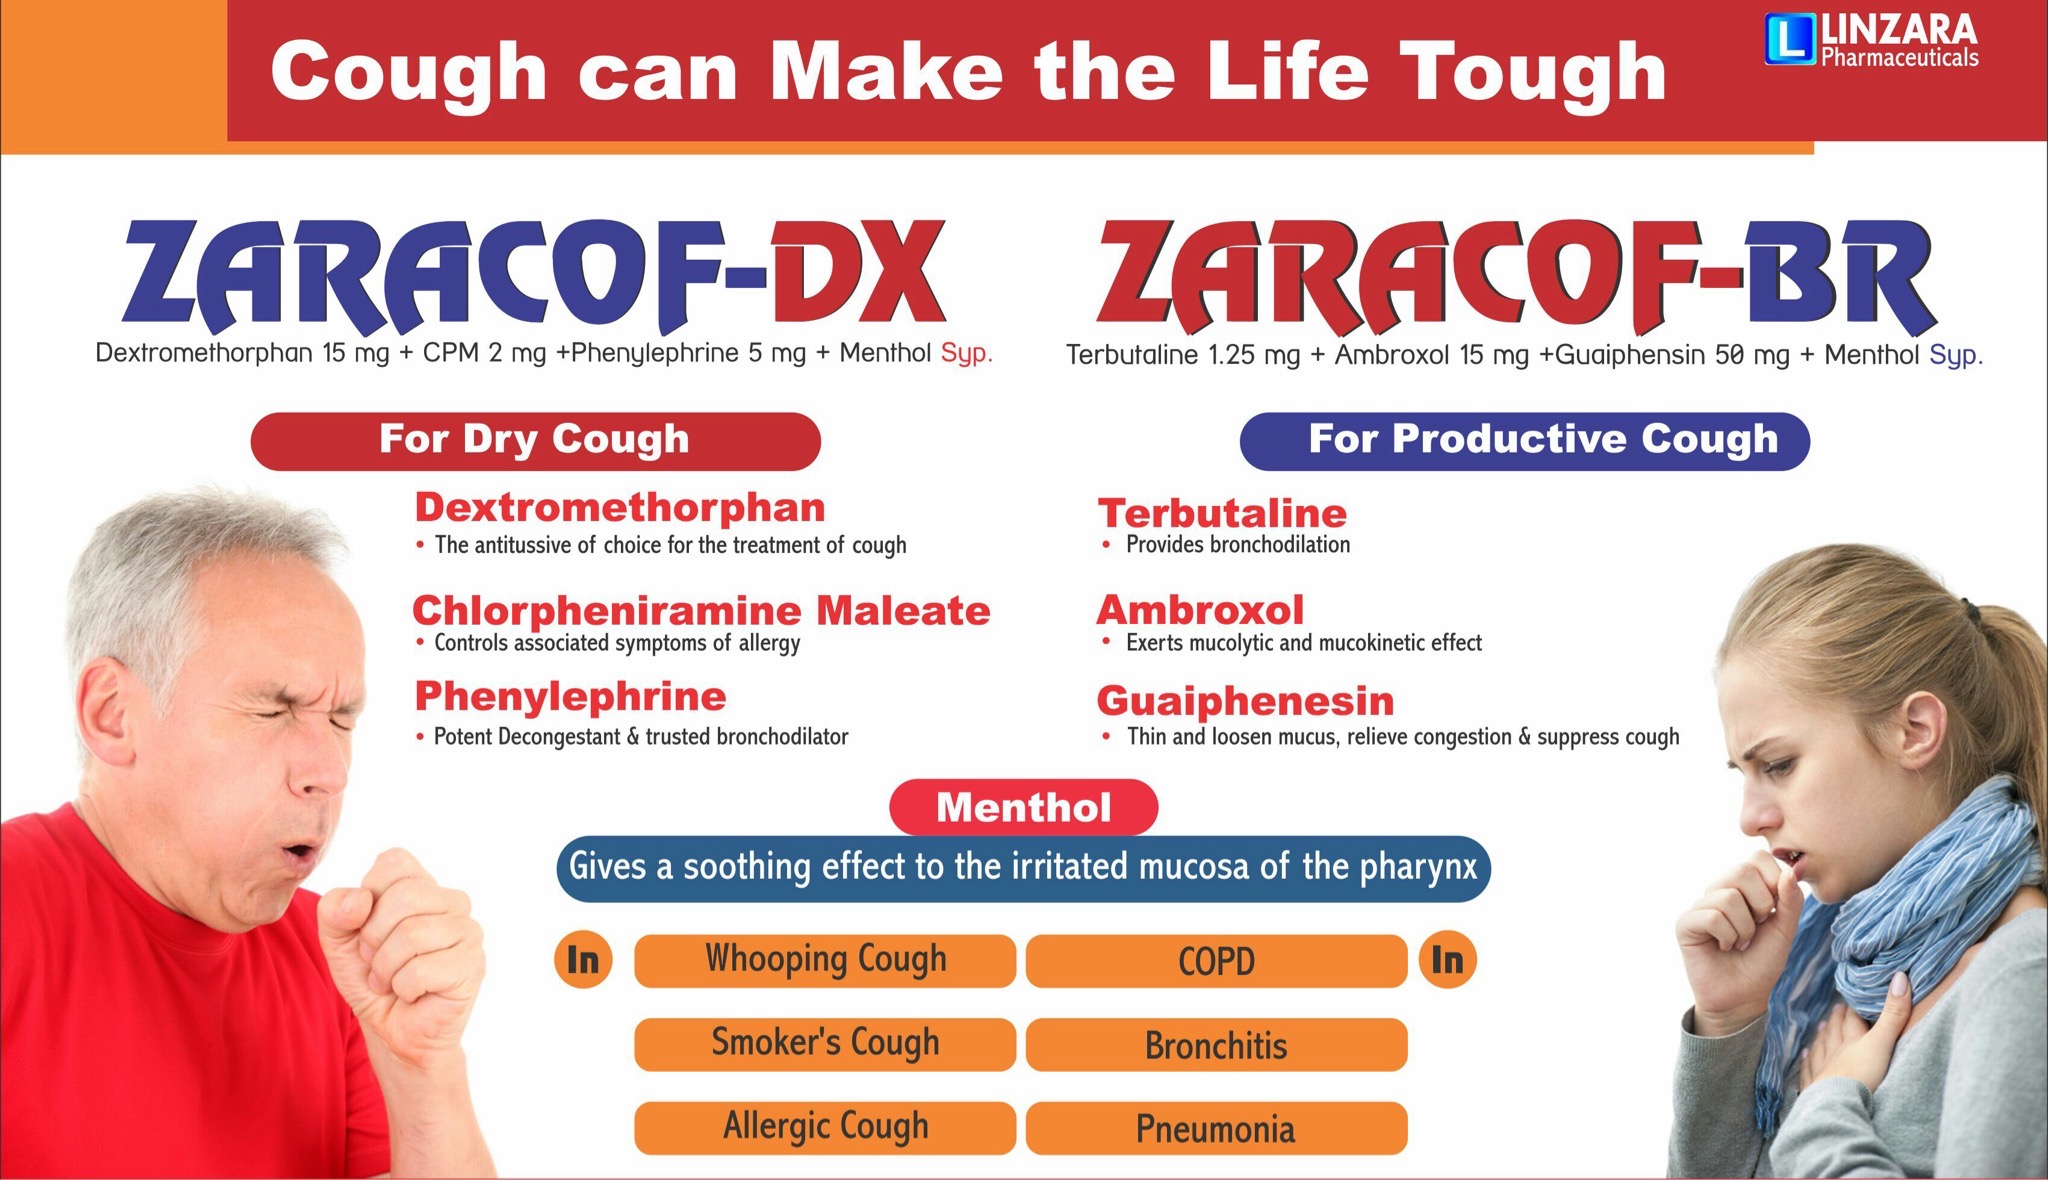 Cough can Make the Life Tough
L LINZARA
Pharmaceuticals
ZARACOF-DX
Dextromethorphan 15 mg + CPM 2 mg +Phenylephrine 5 mg + Menthol Syp.
For Dry Cough
Dextromethorphan
• The antitussive of choice for the treatment of cough
Chlorpheniramine Maleate
• Controls associated symptoms of allergy
Phenylephrine
• Potent Decongestant & trusted bronchodilator
ZARACOF-BR
Terbutaline 1.25 mg + Ambroxol 15 mg +Guaiphensin 50 mg + Menthol Syp.
For Productive Cough
Terbutaline
• Provides bronchodilation
Ambroxol
• Exerts mucolytic and mucokinetic effect
Guaiphenesin
• Thin and loosen mucus, relieve congestion & suppress cough
Menthol
Gives a soothing effect to the irritated mucosa of the pharynx
In
Whooping Cough
Smoker's Cough
Allergic Cough
COPD
In
Bronchitis
Pneumonia